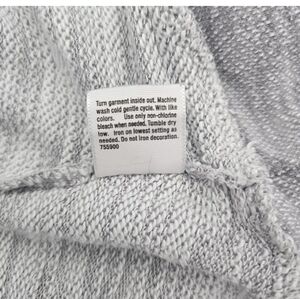 Turn garment inside out. Machine
wash cold gentle cycle. With like
colors. Use only non-chlorine
bleach when needed. Tumble dry
low. Iron on lowest setting as
needed. Do not iron decoration.
755900